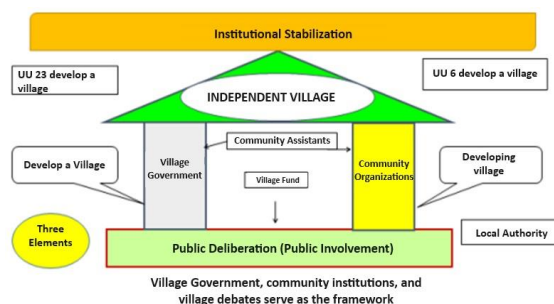 Institutional Stabilization
UU 23 develop a
village
UU 6 develop a village
INDEPENDENT VILLAGE
Community Assistants
Village
Government
Community
Organizations
Develop a Village
Developing
village
Village Fund
Three
Elements
Local Authority
Public Deliberation (Public Involvement)
Village Government, community institutions, and
village debates serve as the framework